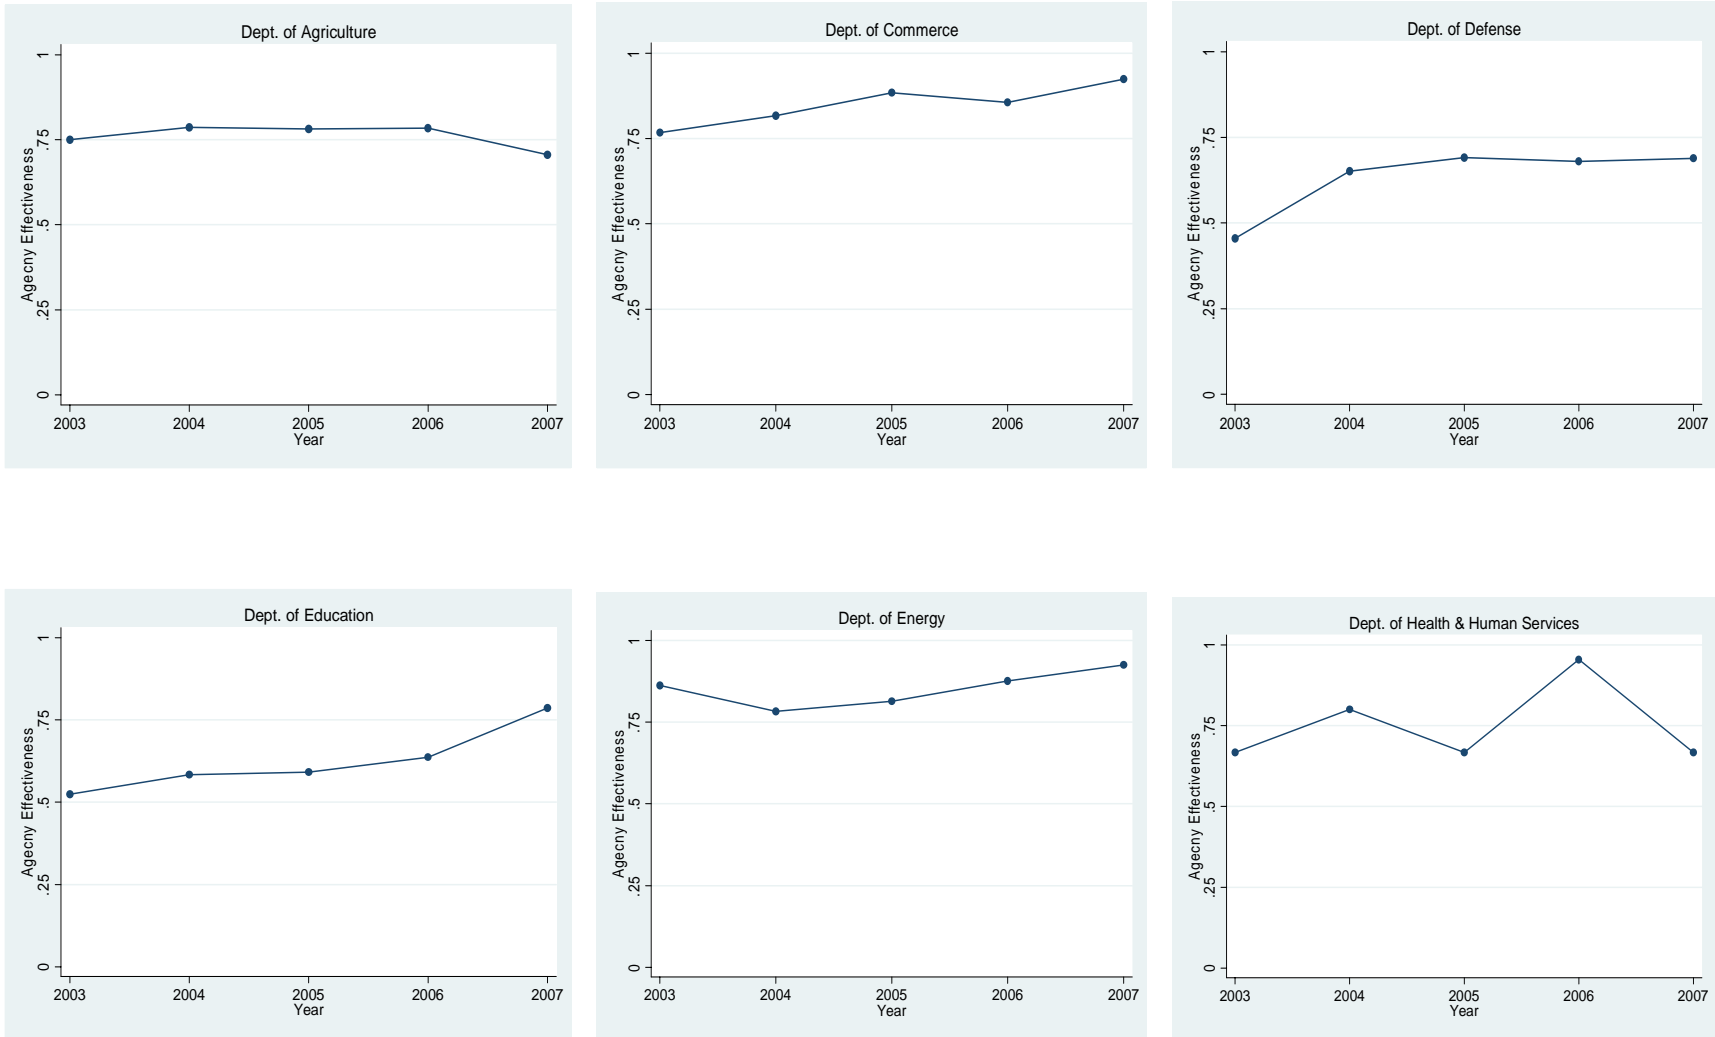 Dept. of Agriculture
Agecny Effectiveness
1
.75
.5
.25
0
2003 2004 2005 2006 2007
Year
Dept. of Commerce
Agecny Effectiveness
1
.75
.5
.25
0
2003 2004 2005 2006 2007
Year
Dept. of Defense
Agecny Effectiveness
1
.75
.5
.25
0
2003 2004 2005 2006 2007
Year
Dept. of Education
Agecny Effectiveness
1
.75
.5
.25
0
2003 2004 2005 2006 2007
Year
Dept. of Energy
Agecny Effectiveness
1
.75
.5
.25
0
2003 2004 2005 2006 2007
Year
Dept. of Health & Human Services
Agecny Effectiveness
1
.75
.5
.25
0
2003 2004 2005 2006 2007
Year